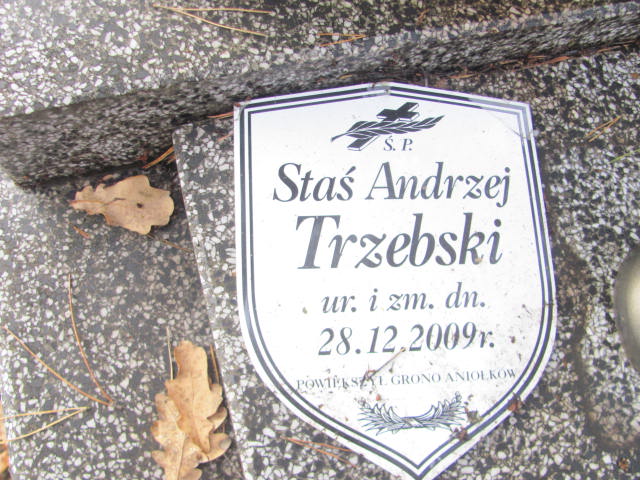 Ś. P.
Staś Andrzej
Trzebski
ur. i zm. dn.
28.12.2009r.
POWIĘKSZYŁ GRONO ANIOŁKÓW